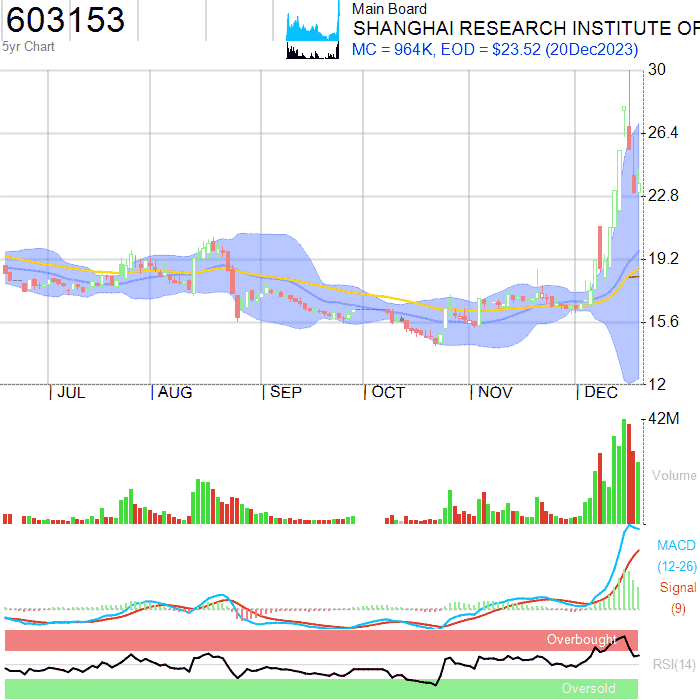 603153
5yr Chart
Main Board
SHANGHAI RESEARCH INSTITUTE OF
MC = 964K, EOD = $23.52 (20Dec2023)
30
26.4
22.8
19.2
15.6
12
JUL AUG SEP OCT NOV DEC
42M
Volume
MACD
(12-26)
Signal
(9)
Overbought
RSI(14)
Oversold